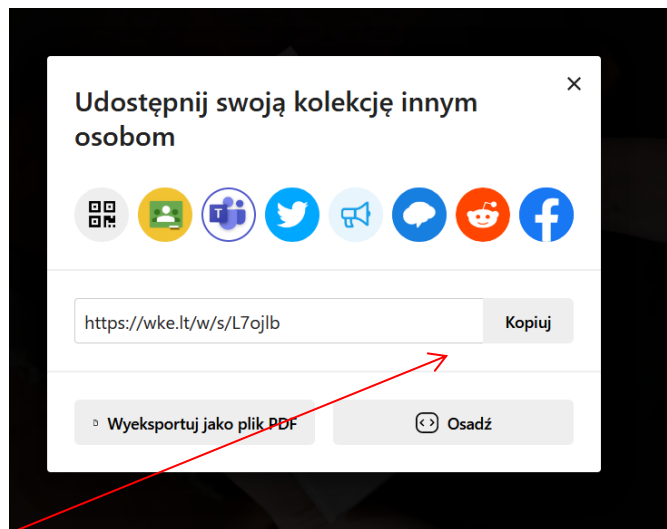 Udostępnij swoją kolekcję innym
osobom
https://wke.lt/w/s/L7ojlb
Kopiuj
Wyeksportuj jako plik PDF
Osadź